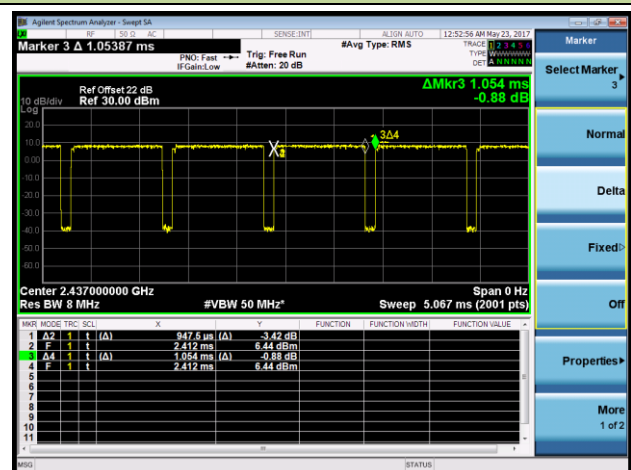 Agilent Spectrum Analyzer - Swept SA
RF 50 Ω AC SENSE:INT ALIGN AUTO 12:52:56 AM May 23, 2017
Marker 3 Δ 1.05387 ms #Avg Type: RMS TRACE 1 2 3 4 5 6
PNO: Fast Trig: Free Run TYPE WWWWWW
IFGain:Low #Atten: 20 dB DET A N N N N N
Ref Offset 22 dB ΔMkr3 1.054 ms
10 dB/div Ref 30.00 dBm -0.88 dB
Log
20.0
10.0
0.00
-10.0
-20.0
-30.0
-40.0
-50.0
-60.0
3Δ4
Center 2.437000000 GHz Span 0 Hz
Res BW 8 MHz #VBW 50 MHz* Sweep 5.067 ms (2001 pts)
MKR MODE TRC SCL X Y FUNCTION FUNCTION WIDTH FUNCTION VALUE
1 Δ2 1 t (Δ) 947.5 µs (Δ) -3.42 dB
2 F 1 t 2.412 ms 6.44 dBm
3 Δ4 1 t (Δ) 1.054 ms (Δ) -0.88 dB
4 F 1 t 2.412 ms 6.44 dBm
5
6
7
8
9
10
11
MSG STATUS
Marker
Select Marker
3
Normal
Delta
Fixed
Off
Properties
More
1 of 2